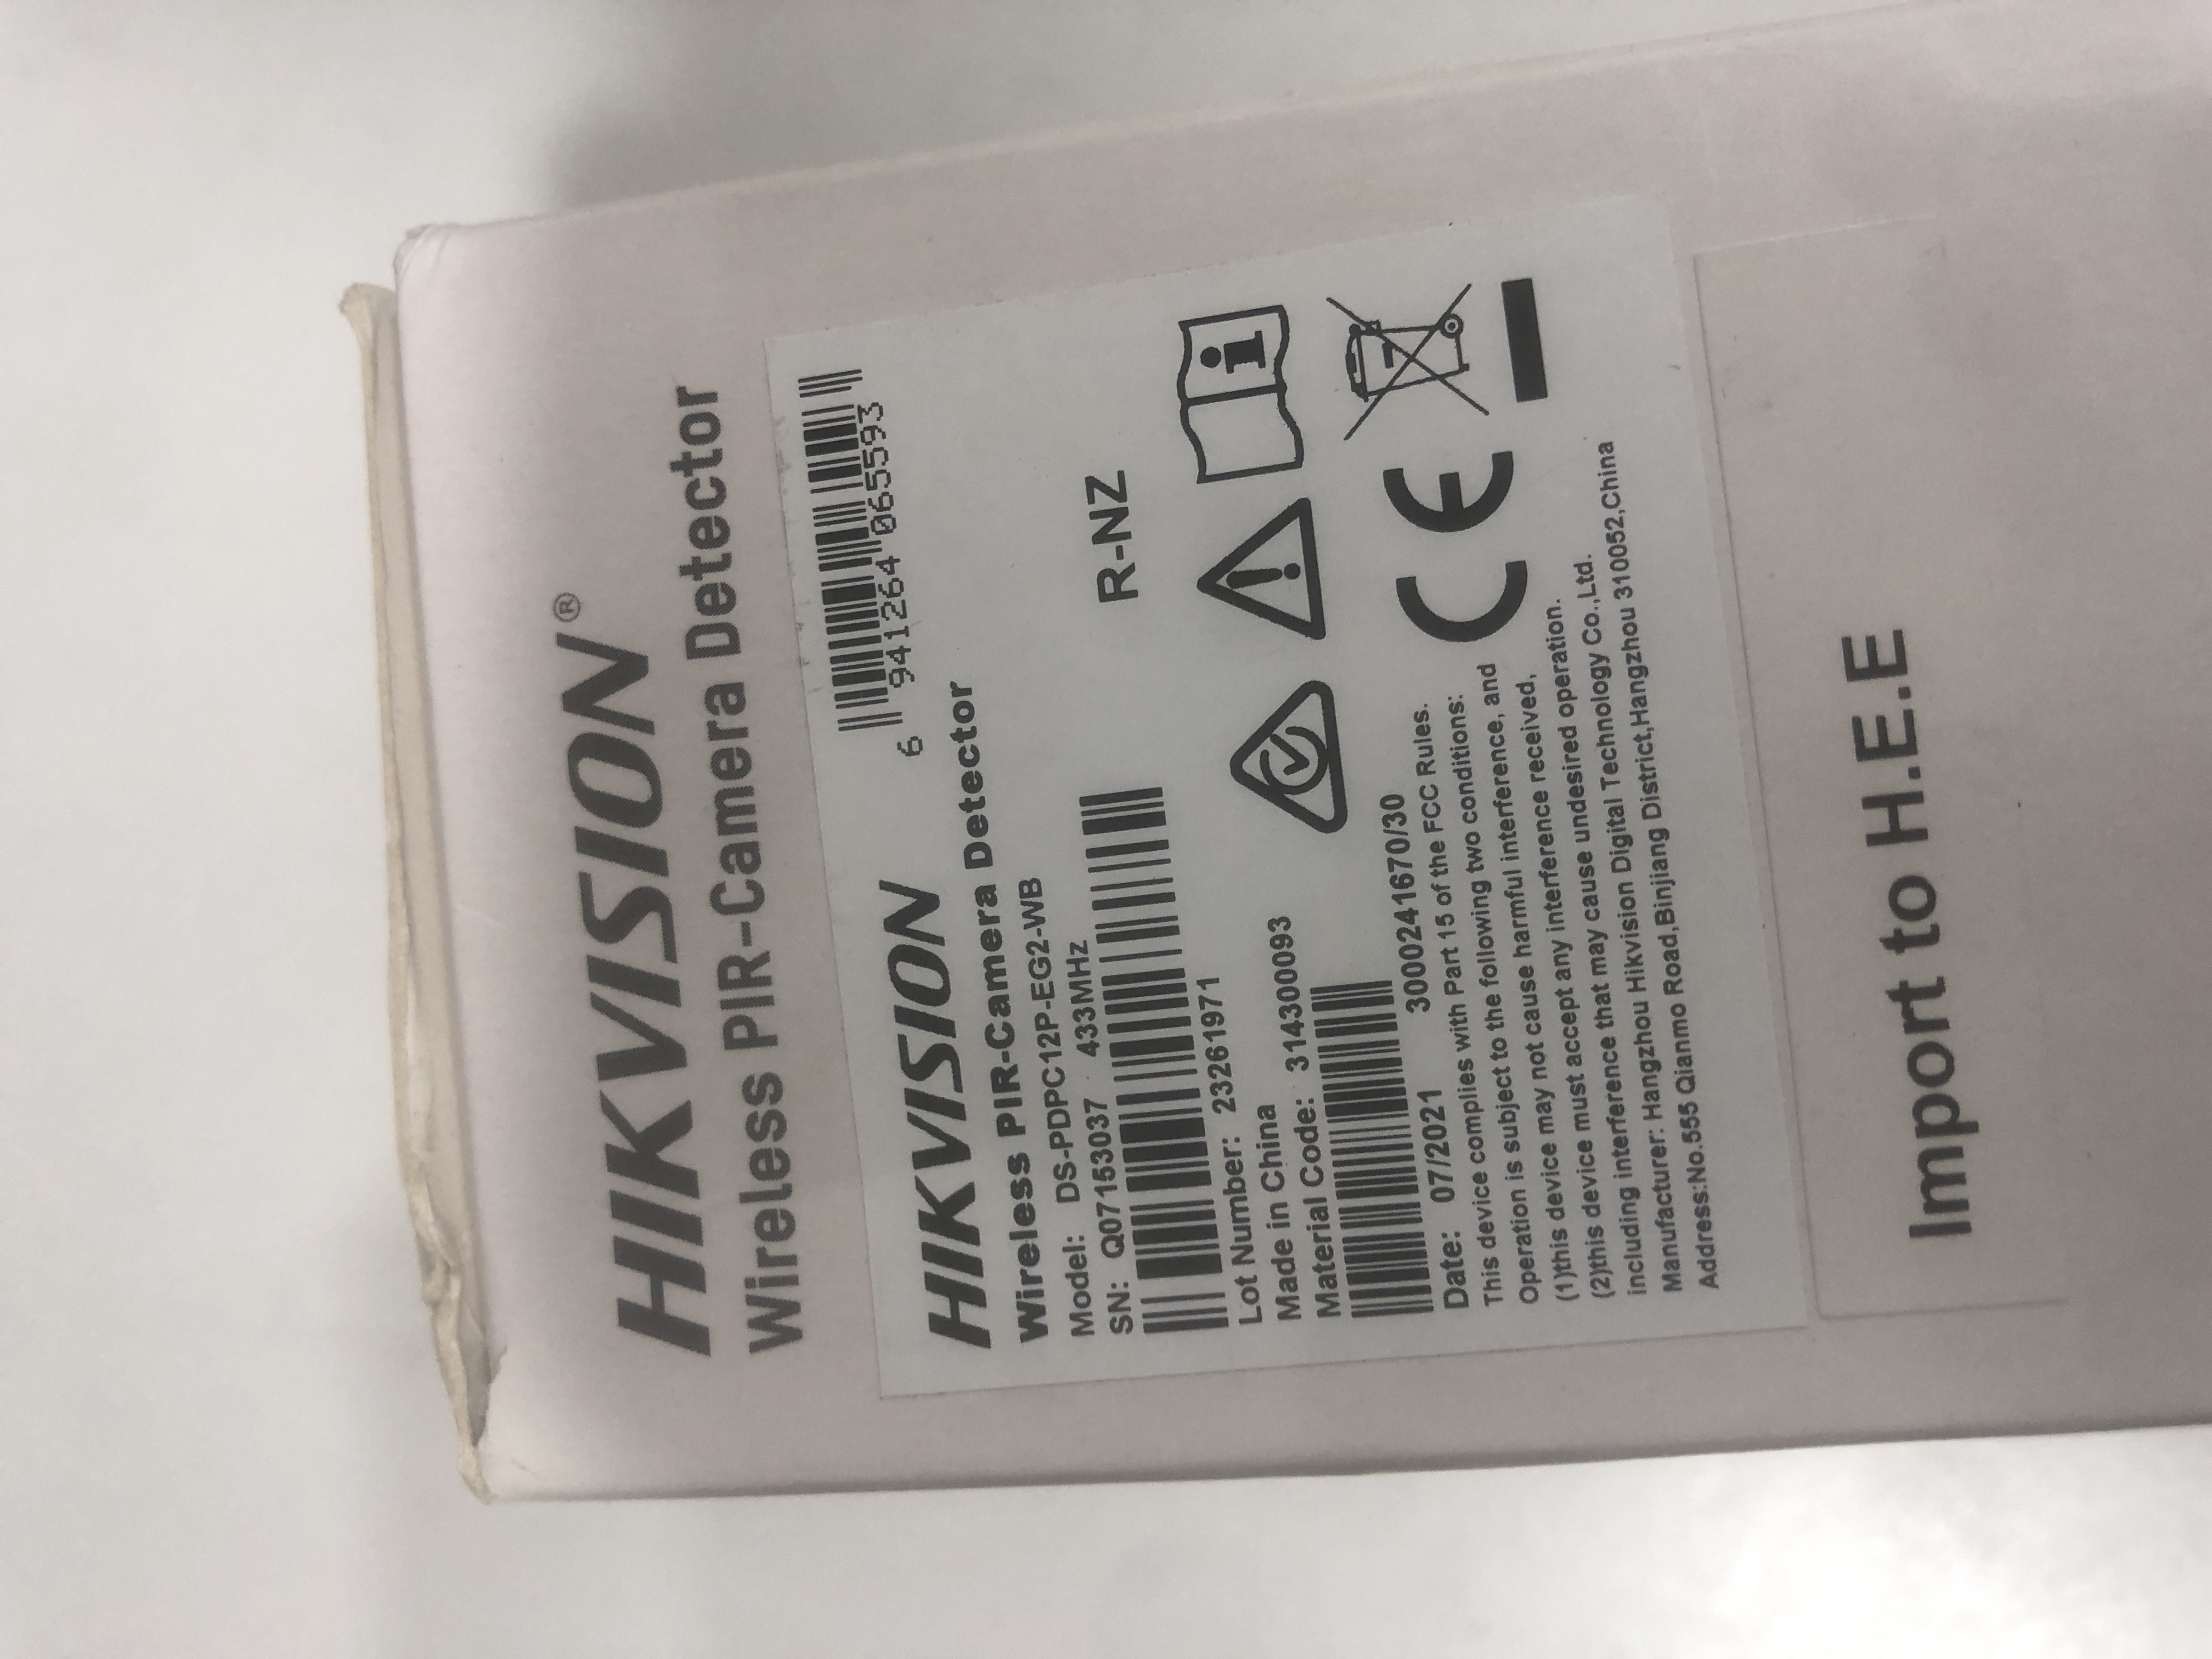 HIKVISION®
Wireless PIR-Camera Detector
6 941264 065593
HIKVISION
Wireless PIR-Camera Detector
Model: DS-PDPC12P-EG2-WB
SN: Q07153037 433MHz
R-NZ
Lot Number: 23261971
Made in China
Material Code: 314300093
Date: 07/2021 3000241670/30
This device complies with Part 15 of the FCC Rules.
Operation is subject to the following two conditions:
(1)this device may not cause harmful interference, and
(2)this device must accept any interference received,
including interference that may cause undesired operation.
Manufacturer: Hangzhou Hikvision Digital Technology Co.,Ltd.
Address:No.555 Qianmo Road,Binjiang District,Hangzhou 310052,China
CE
Import to H.E.E